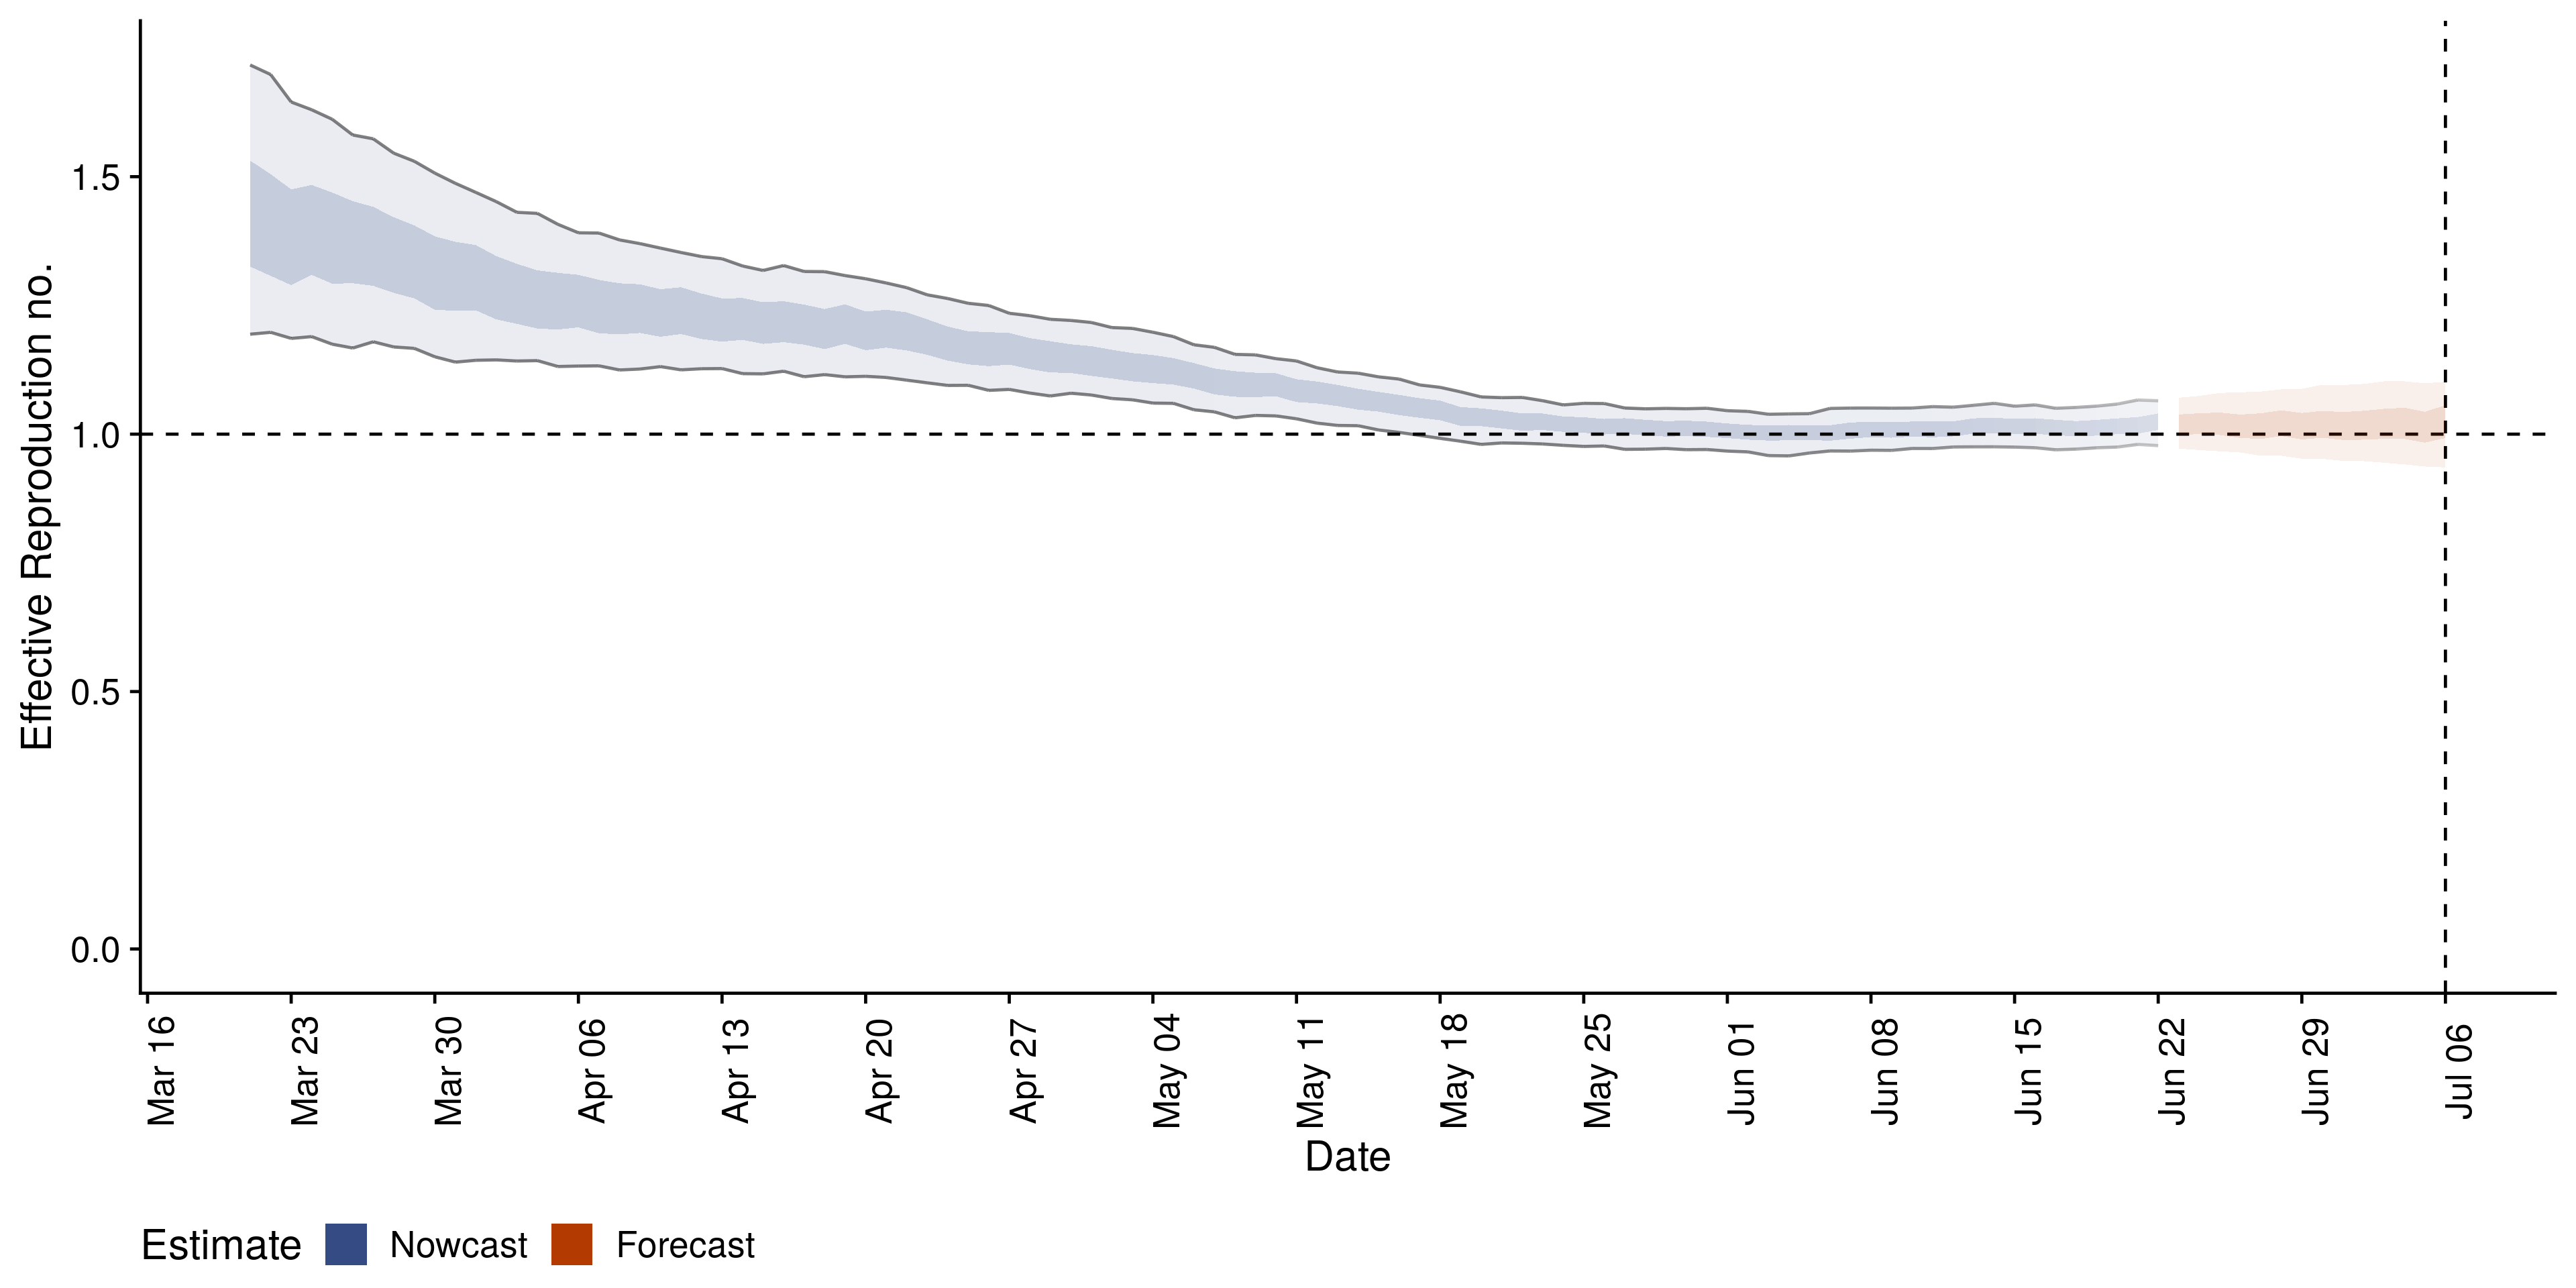 Effective Reproduction no.
1.5
1.0
0.5
0.0
Mar 16
Mar 23
Mar 30
Apr 06
Apr 13
Apr 20
Apr 27
May 04
May 11
May 18
May 25
Jun 01
Jun 08
Jun 15
Jun 22
Jun 29
Jul 06
Date
Estimate Nowcast Forecast